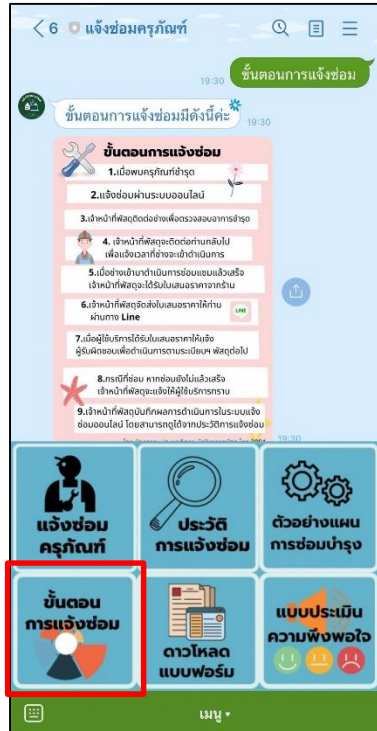 6 แจ้งซ่อมครุภัณฑ์
19:30 ขั้นตอนการแจ้งซ่อม
ขั้นตอนการแจ้งซ่อมมีดังนี้ค่ะ
19:30
ขั้นตอนการแจ้งซ่อม
1.เมื่อพบครุภัณฑ์ชำรุด
2.แจ้งซ่อมผ่านระบบออนไลน์
3.เจ้าหน้าที่พัสดุติดต่อช่างเพื่อตรวจสอบอาการชำรุด
4. เจ้าหน้าที่พัสดุจะติดต่อท่านกลับไป
เพื่อแจ้งเวลาที่ช่างจะเข้าดำเนินการ
5.เมื่อช่างเข้ามาดำเนินการซ่อมแซมแล้วเสร็จ
เจ้าหน้าที่พัสดุจะได้รับใบเสนอราคาจากร้าน
6.เจ้าหน้าที่พัสดุจัดส่งใบเสนอราคาให้ท่าน
ผ่านทาง Line
LINE
7.เมื่อผู้ใช้บริการได้รับใบเสนอราคาให้แจ้ง
ผู้รับผิดชอบเพื่อดำเนินการตามระเบียบฯ พัสดุต่อไป
8.กรณีที่ซ่อม หากซ่อมยังไม่แล้วเสร็จ
เจ้าหน้าที่พัสดุจะแจ้งให้ผู้ใช้บริการทราบ
9.เจ้าหน้าที่พัสดุบันทึกผลการดำเนินการในระบบแจ้ง
ซ่อมออนไลน์ โดยสามารถดูได้จากประวัติการแจ้งซ่อม
19:30
แจ้งซ่อม
ครุภัณฑ์
ประวัติ
การแจ้งซ่อม
ตัวอย่างแผน
การซ่อมบำรุง
ขั้นตอน
การแจ้งซ่อม
ดาวโหลด
แบบฟอร์ม
แบบประเมิน
ความพึงพอใจ
เมนู